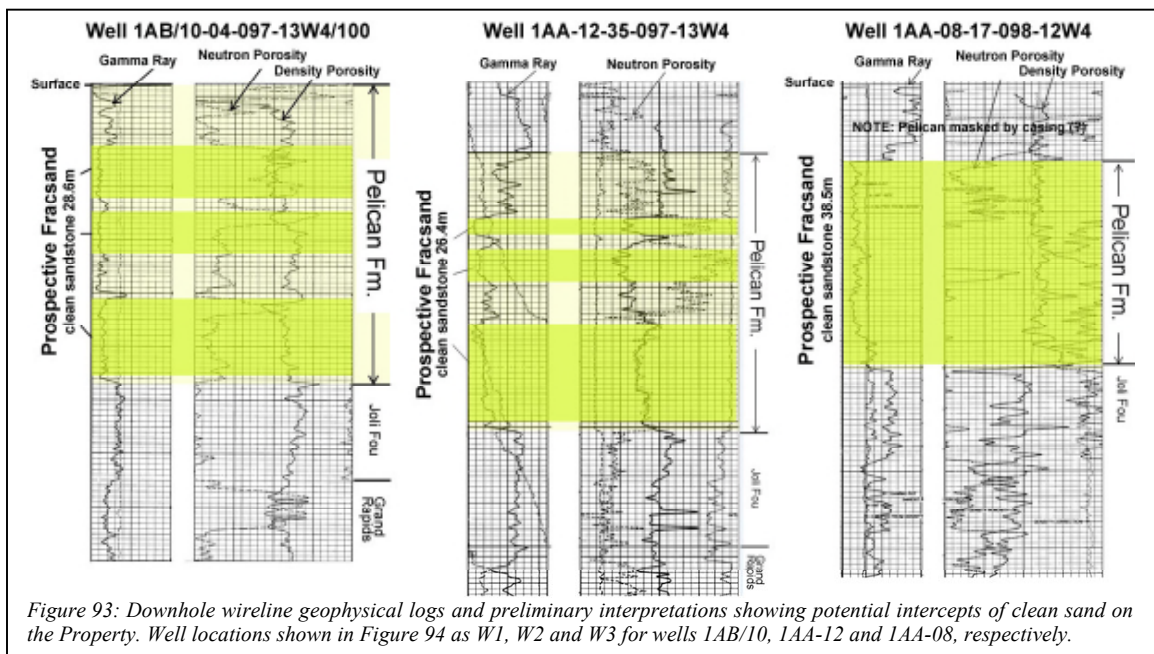 Well 1AB/10-04-097-13W4/100
Gamma Ray
Neutron Porosity
Density Porosity
Surface
Prospective Fracsand
clean sandstone 28.6m
Pelican Fm.
Joli Fou
Grand
Rapids
Well 1AA-12-35-097-13W4
Gamma Ray
Neutron Porosity
Prospective Fracsand
clean sandstone 26.4m
Pelican Fm.
Joli Fou
Grand
Rapids
Well 1AA-08-17-098-12W4
Gamma Ray
Neutron Porosity
Density Porosity
Surface
NOTE: Pelican masked by casing (?)
Prospective Fracsand
clean sandstone 38.5m
Pelican Fm.
Joli Fou
Figure 93: Downhole wireline geophysical logs and preliminary interpretations showing potential intercepts of clean sand on
the Property. Well locations shown in Figure 94 as W1, W2 and W3 for wells 1AB/10, 1AA-12 and 1AA-08, respectively.